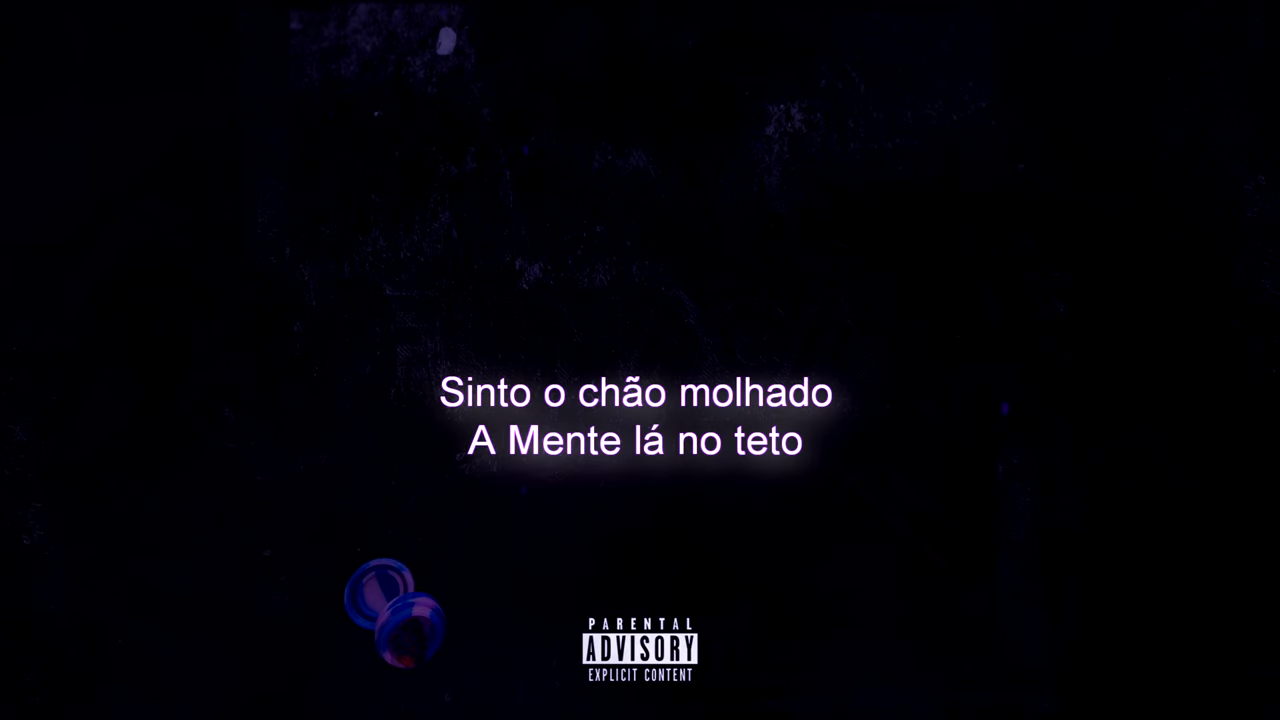 Sinto o chão molhado
A Mente lá no teto
PARENTAL
ADVISORY
EXPLICIT CONTENT